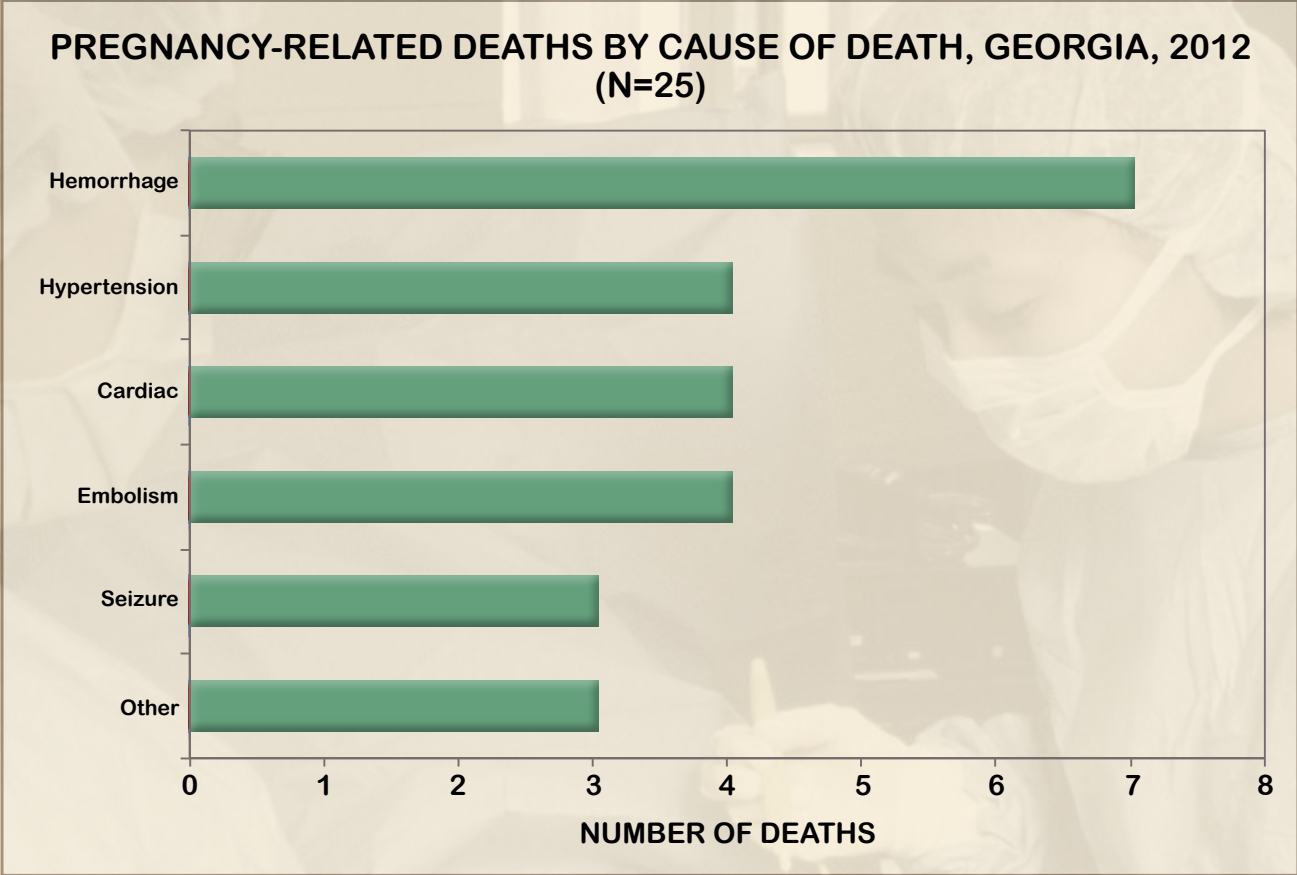 PREGNANCY-RELATED DEATHS BY CAUSE OF DEATH, GEORGIA, 2012
(N=25)
Hemorrhage
Hypertension
Cardiac
Embolism
Seizure
Other
0 1 2 3 4 5 6 7 8
NUMBER OF DEATHS